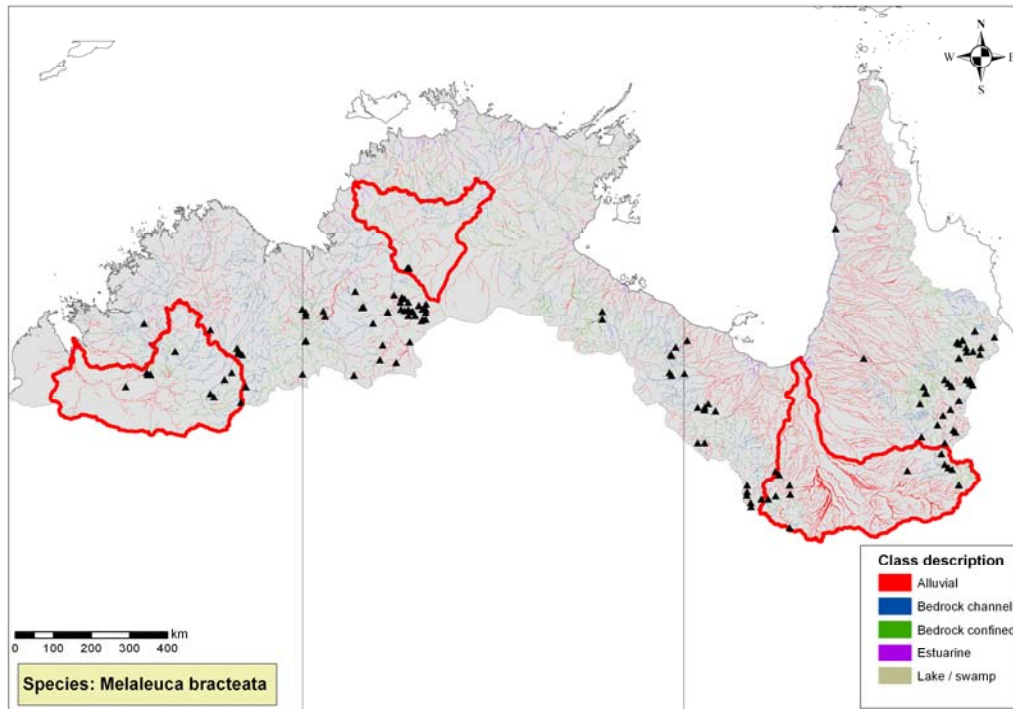 N
W E
S
km
0 100 200 300 400
Species: Melaleuca bracteata
Class description
Alluvial
Bedrock channel
Bedrock confined
Estuarine
Lake / swamp